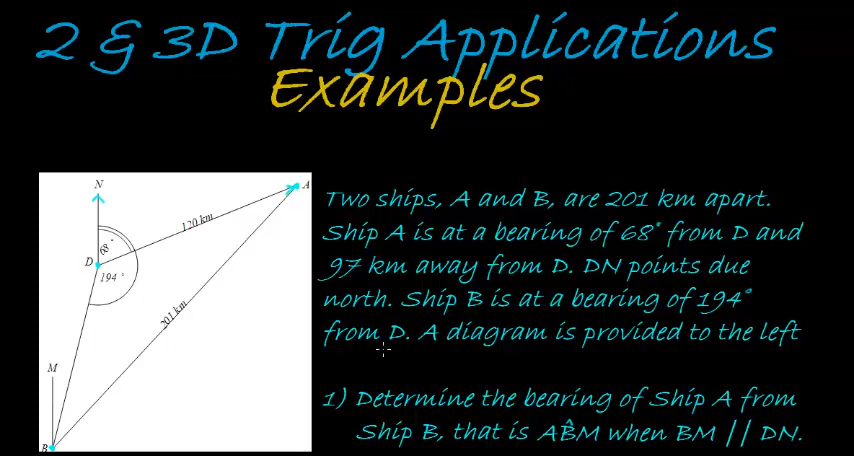 2 & 3D Trig Applications
Examples
N
A
120 km
68°
D
194°
201 km
M
B
Two ships, A and B, are 201 km apart.
Ship A is at a bearing of 68° from D and
97 km away from D. DN points due
north. Ship B is at a bearing of 194°
from D. A diagram is provided to the left
1) Determine the bearing of Ship A from
Ship B, that is AB̂M when BM || DN.